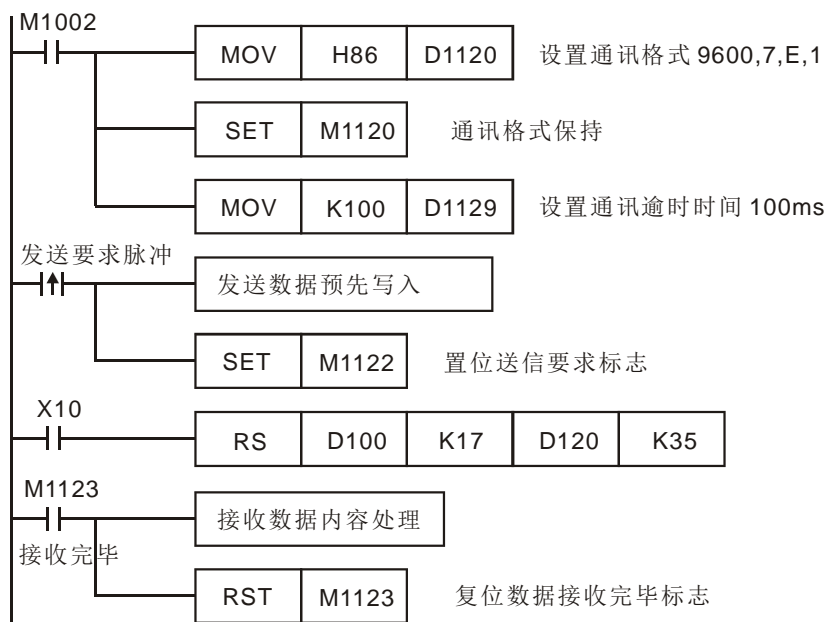 M1002
MOV H86 D1120 设置通讯格式 9600,7,E,1
SET M1120 通讯格式保持
MOV K100 D1129 设置通讯逾时时间 100ms
发送要求脉冲
发送数据预先写入
SET M1122 置位送信要求标志
X10
RS D100 K17 D120 K35
M1123
接收数据内容处理
接收完毕
RST M1123 复位数据接收完毕标志